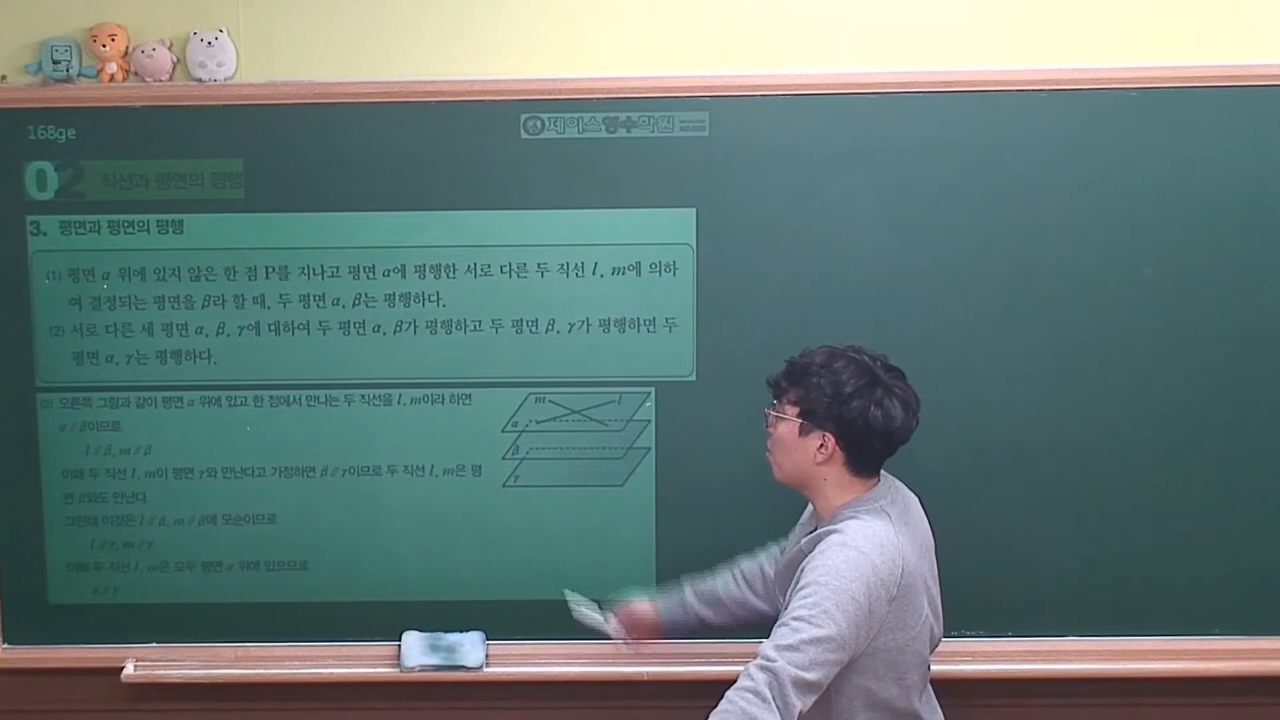 168ge
제이스영수학원
02 직선과 평면의 평행
3. 평면과 평면의 평행
(1) 평면 α 위에 있지 않은 한 점 P를 지나고 평면 α에 평행한 서로 다른 두 직선 l, m에 의하
여 결정되는 평면을 β라 할 때, 두 평면 α, β는 평행하다.
(2) 서로 다른 세 평면 α, β, γ에 대하여 두 평면 α, β가 평행하고 두 평면 β, γ가 평행하면 두
평면 α, γ는 평행하다.
(2) 오른쪽 그림과 같이 평면 α 위에 있고 한 점에서 만나는 두 직선을 l, m이라 하면
α∥β이므로
l∥β, m∥β
이때 두 직선 l, m이 평면 γ와 만난다고 가정하면 β∥γ이므로 두 직선 l, m은 평
면 β와도 만난다.
그런데 이것은 l∥β, m∥β에 모순이므로
l∥γ, m∥γ
이때 두 직선 l, m은 모두 평면 α 위에 있으므로
α∥γ
m l
α
β
γ